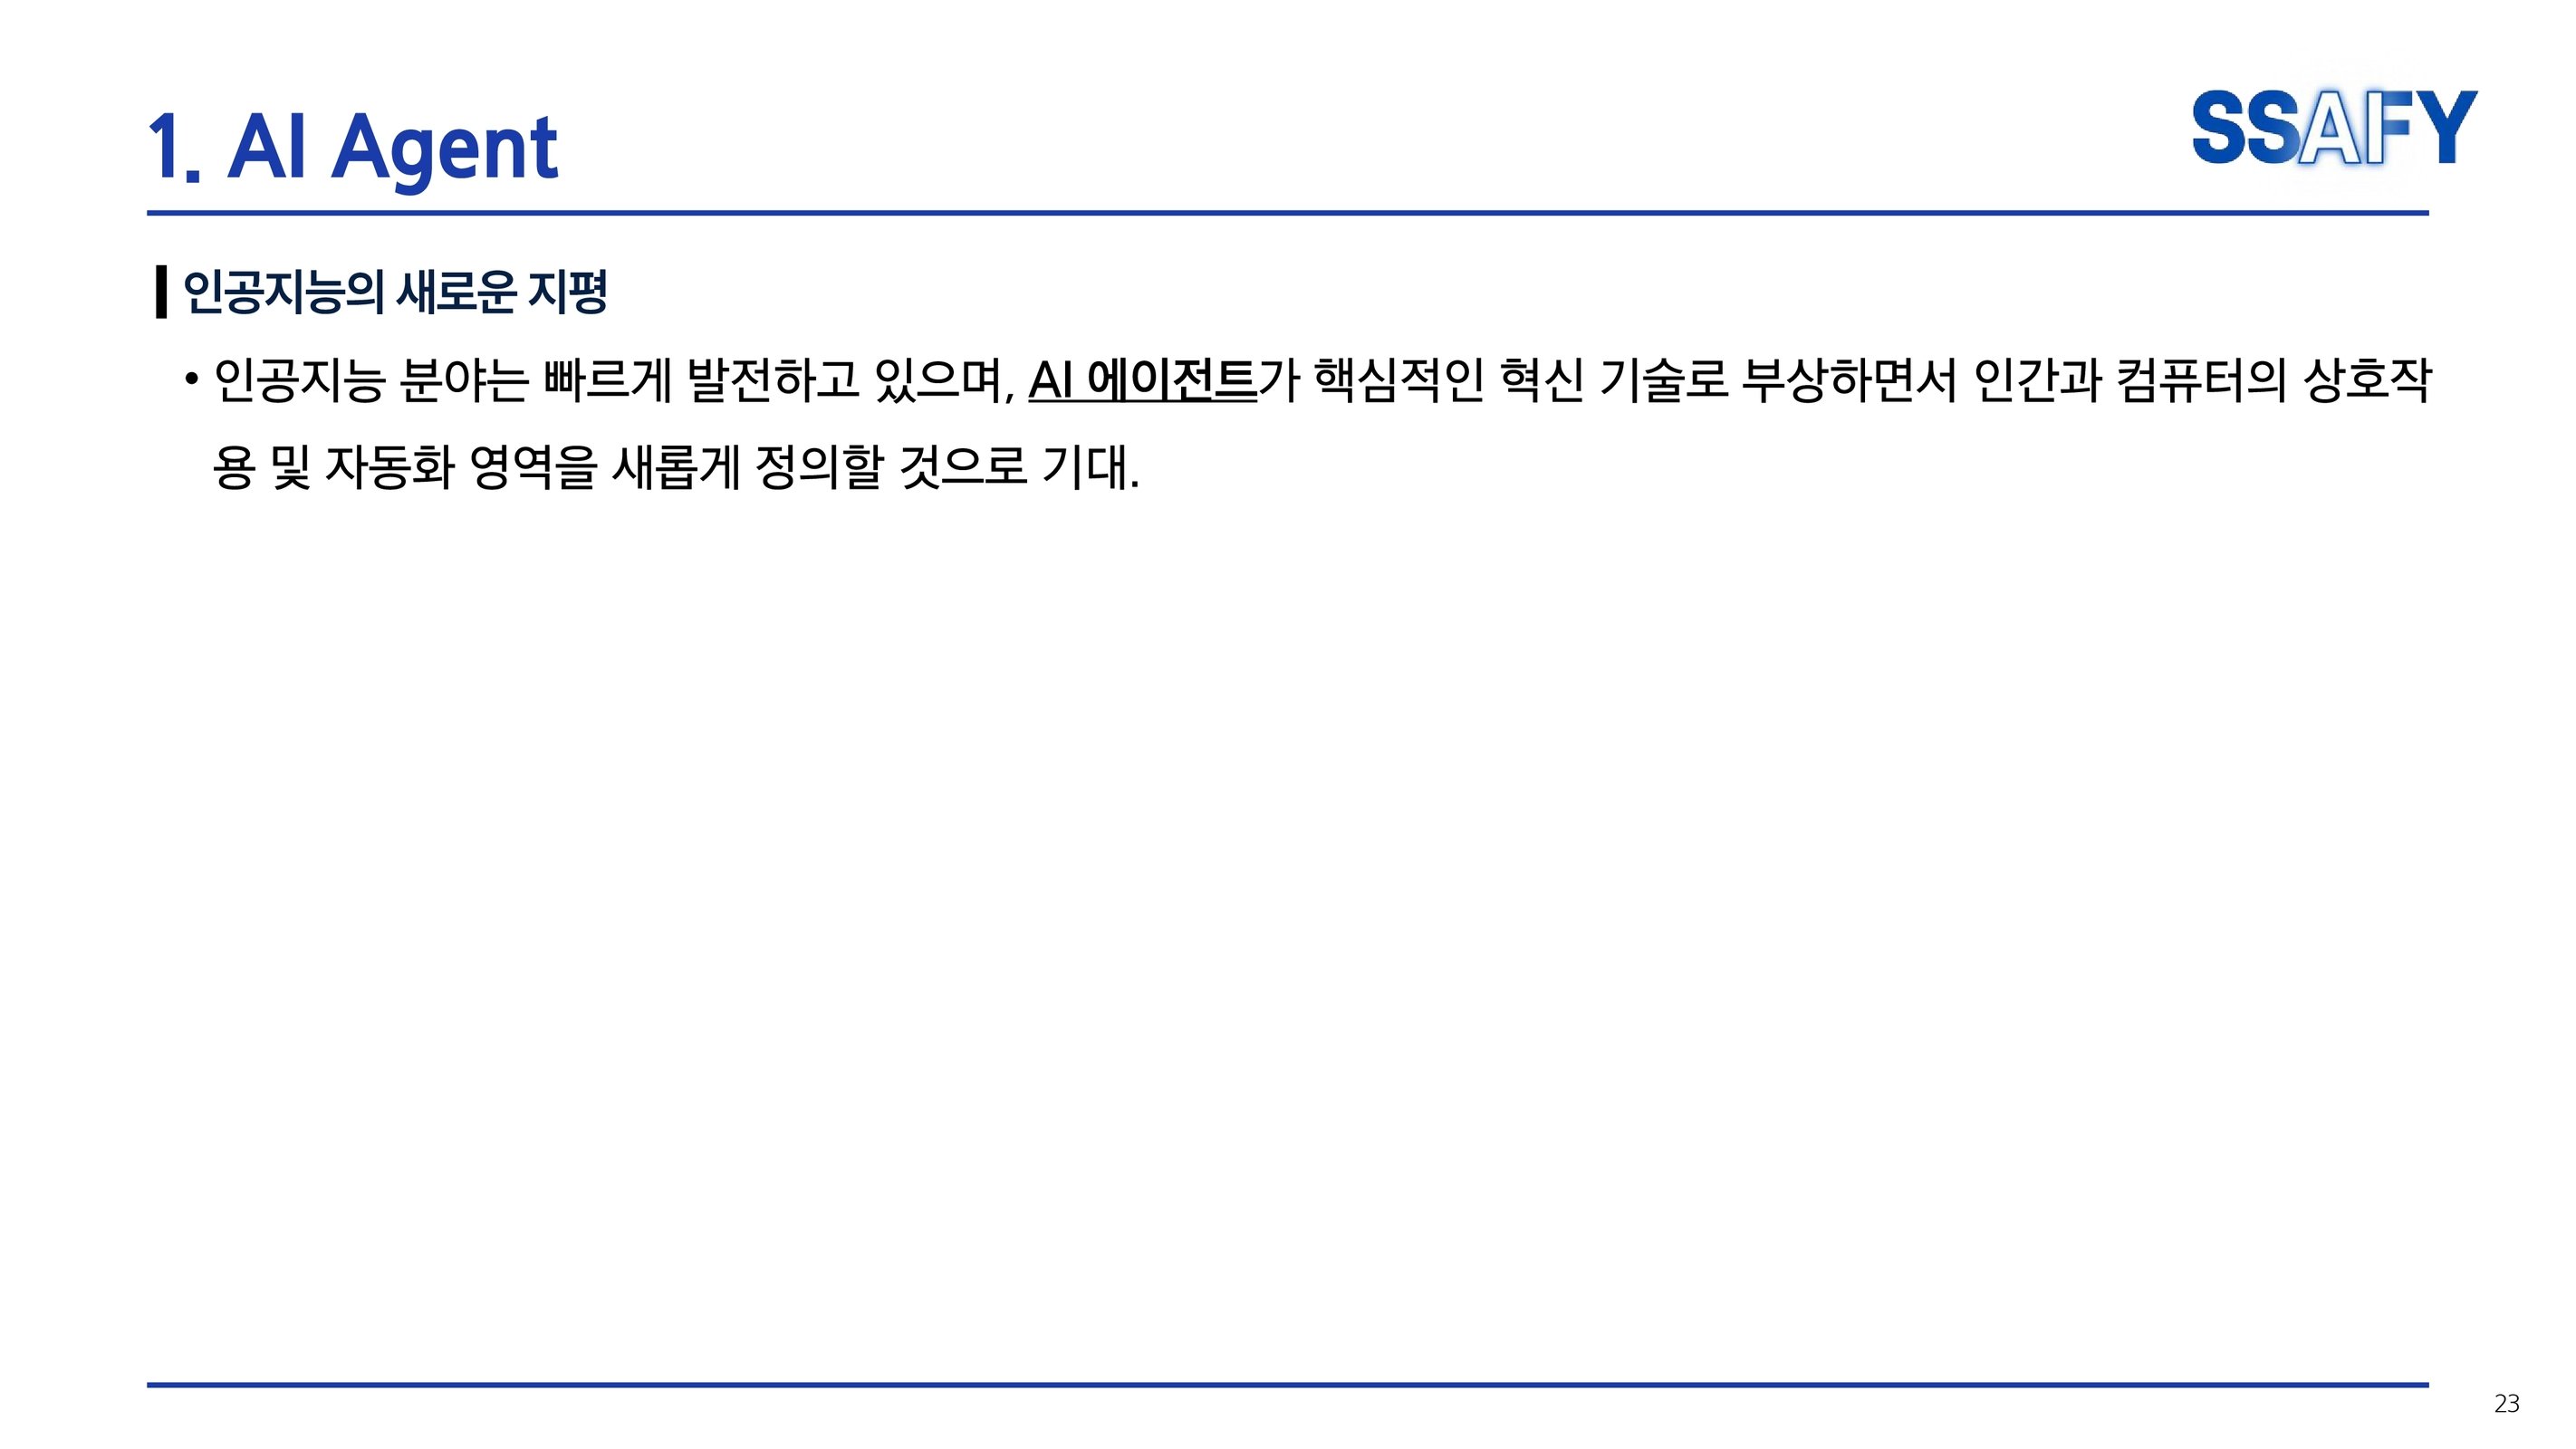 1. AI Agent
SSAFY
인공지능의 새로운 지평
• 인공지능 분야는 빠르게 발전하고 있으며, AI 에이전트가 핵심적인 혁신 기술로 부상하면서 인간과 컴퓨터의 상호작
용 및 자동화 영역을 새롭게 정의할 것으로 기대.
23